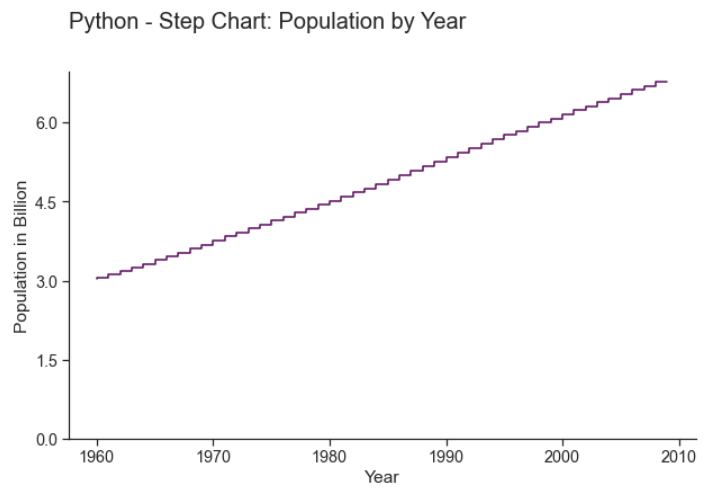 Python - Step Chart: Population by Year
Population in Billion
6.0
4.5
3.0
1.5
0.0
1960 1970 1980 1990 2000 2010
Year